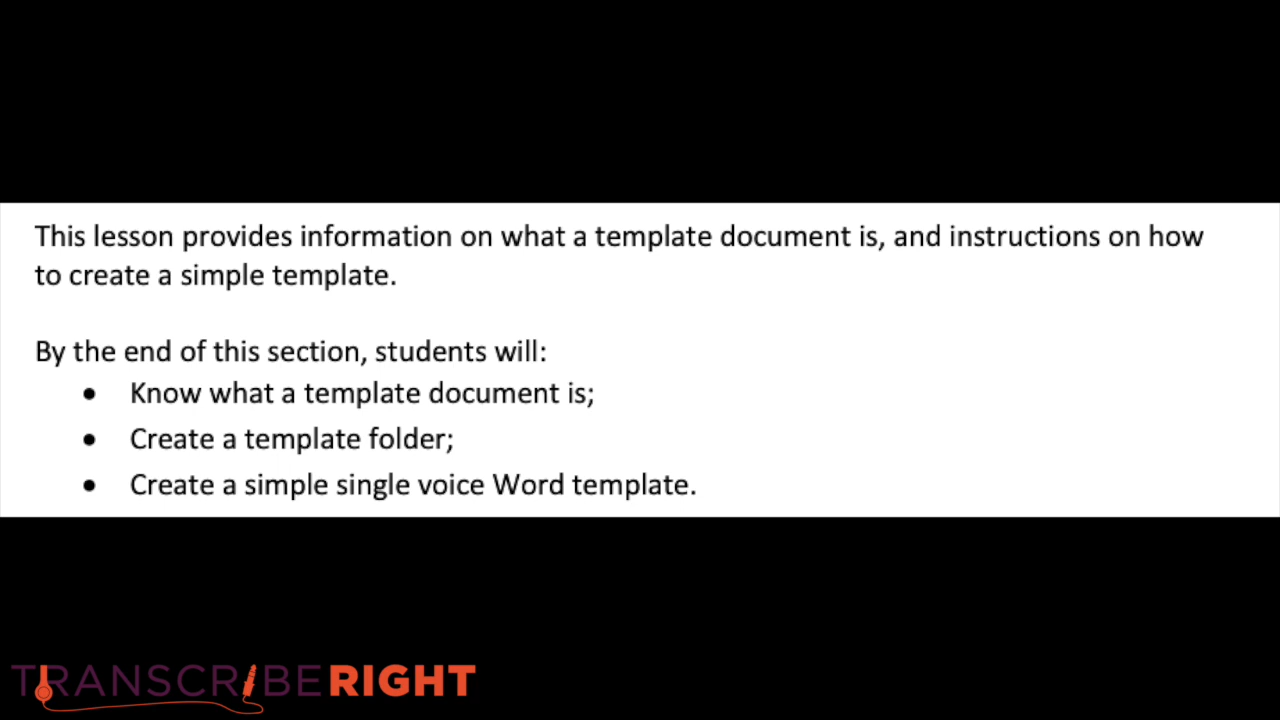 This lesson provides information on what a template document is, and instructions on how
to create a simple template.
By the end of this section, students will:
• Know what a template document is;
• Create a template folder;
• Create a simple single voice Word template.
TRANSCRIBERIGHT